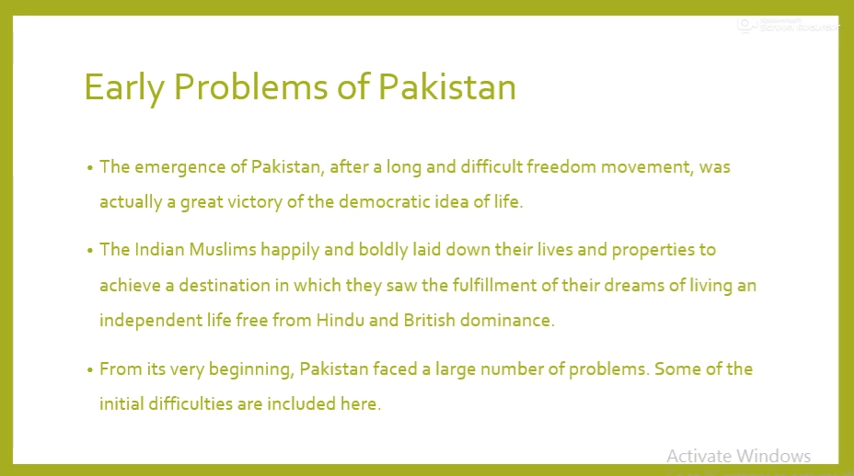 Early Problems of Pakistan
• The emergence of Pakistan, after a long and difficult freedom movement, was
actually a great victory of the democratic idea of life.
• The Indian Muslims happily and boldly laid down their lives and properties to
achieve a destination in which they saw the fulfillment of their dreams of living an
independent life free from Hindu and British dominance.
• From its very beginning, Pakistan faced a large number of problems. Some of the
initial difficulties are included here.
Activate Windows